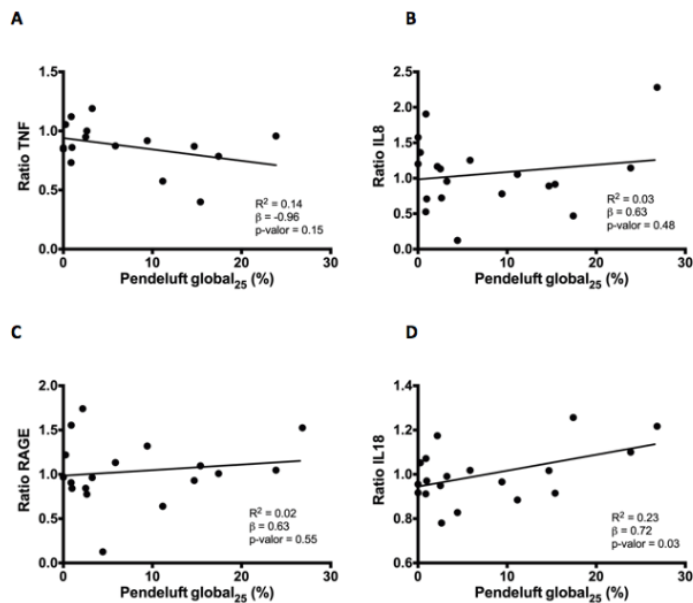 A
Ratio TNF
1.5
1.0
0.5
0.0
0
10
20
30
R² = 0.14
β = -0.96
p-valor = 0.15
Pendeluft global₂₅ (%)
B
Ratio IL8
2.5
2.0
1.5
1.0
0.5
0.0
0
10
20
30
R² = 0.03
β = 0.63
p-valor = 0.48
Pendeluft global₂₅ (%)
C
Ratio RAGE
2.0
1.5
1.0
0.5
0.0
0
10
20
30
R² = 0.02
β = 0.63
p-valor = 0.55
Pendeluft global₂₅ (%)
D
Ratio IL18
1.4
1.2
1.0
0.8
0.6
0
10
20
30
R² = 0.23
β = 0.72
p-valor = 0.03
Pendeluft global₂₅ (%)